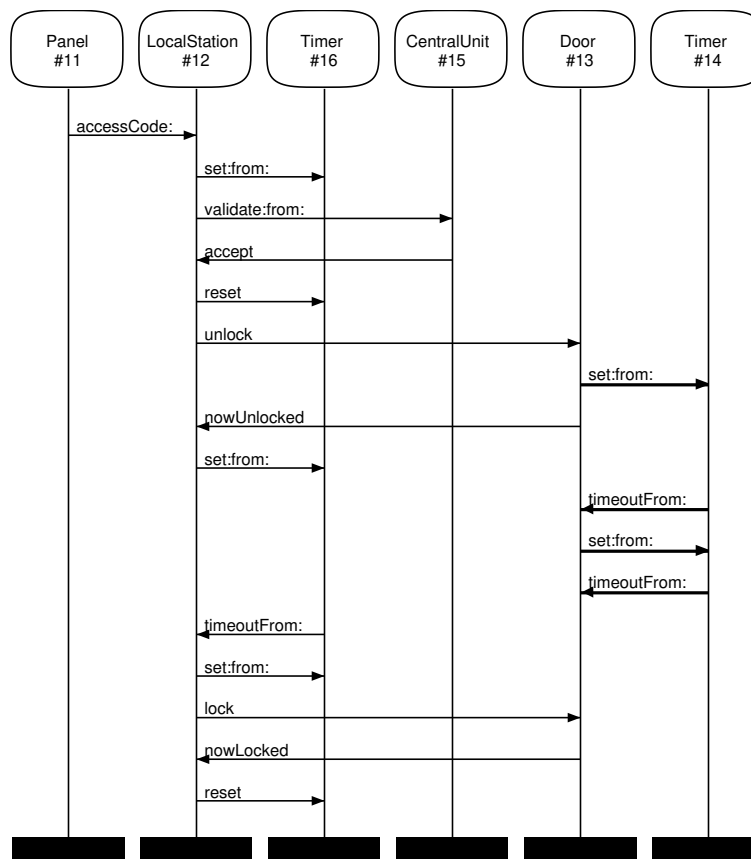 Panel
#11
LocalStation
#12
Timer
#16
CentralUnit
#15
Door
#13
Timer
#14
accessCode:
set:from:
validate:from:
accept
reset
unlock
set:from:
nowUnlocked
set:from:
timeoutFrom:
set:from:
timeoutFrom:
timeoutFrom:
set:from:
lock
nowLocked
reset